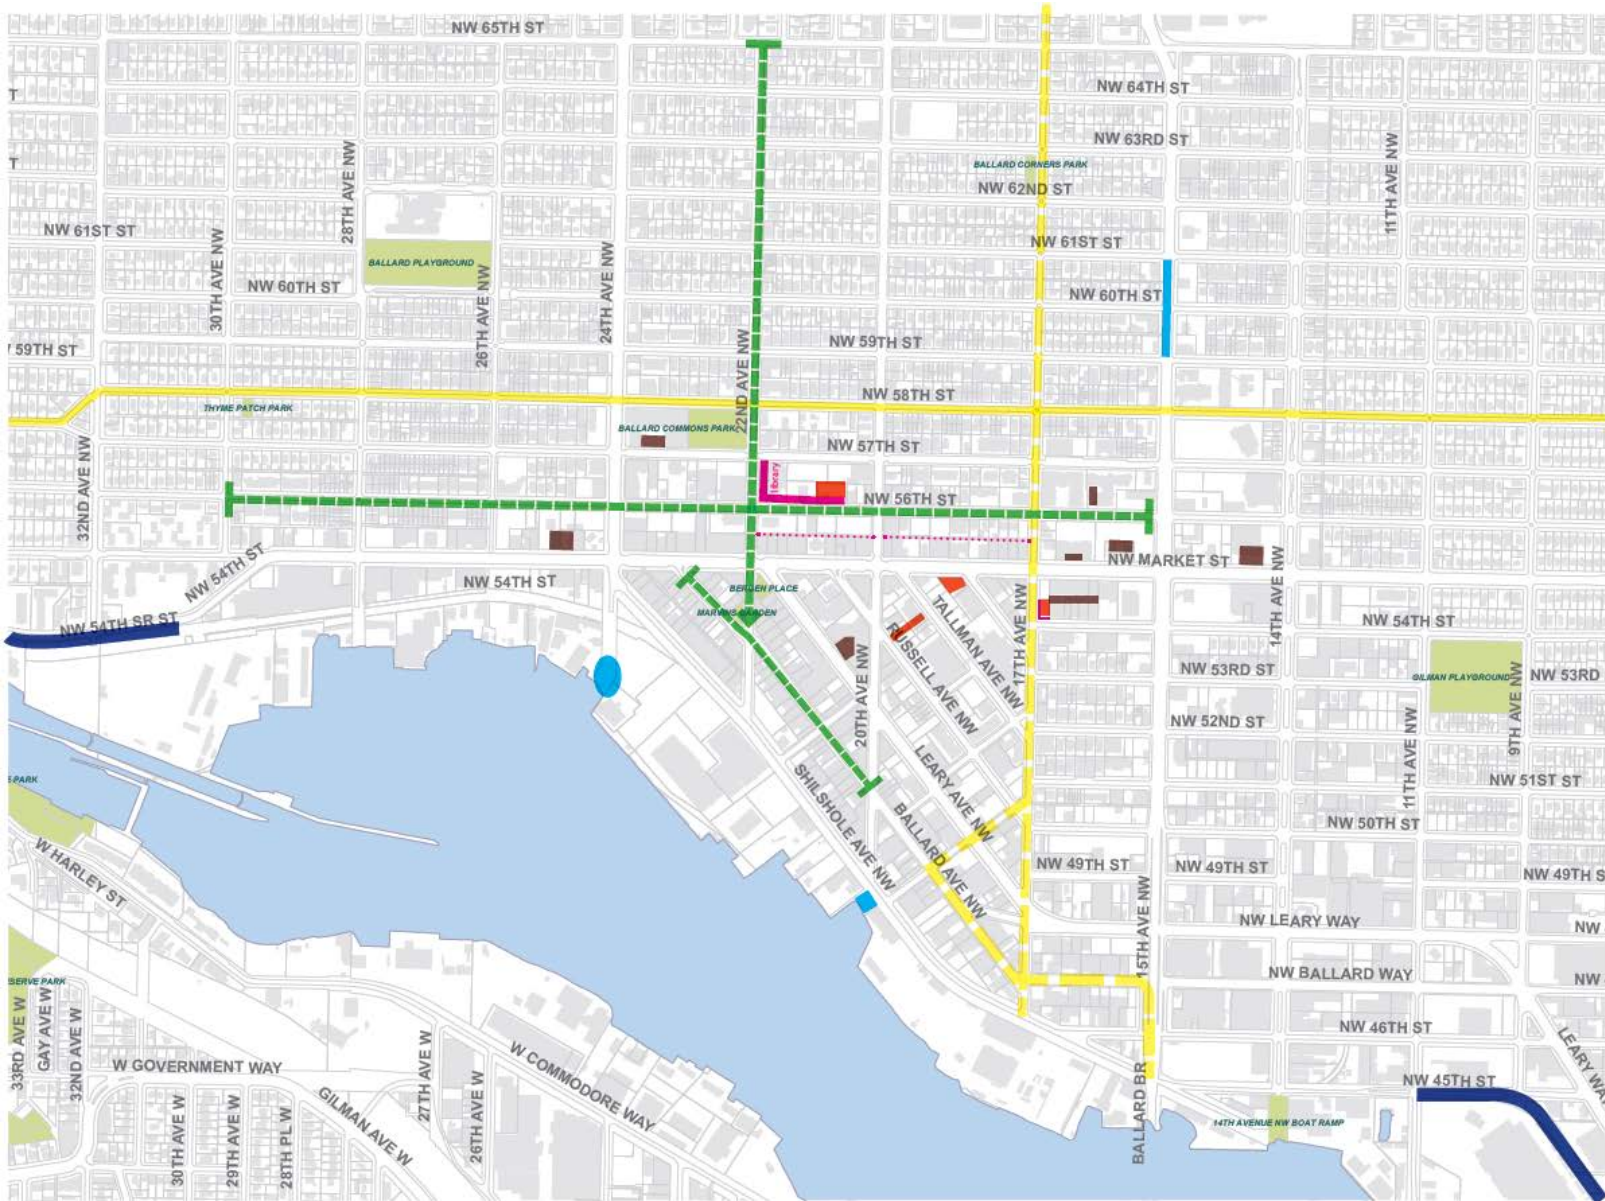 NW 65TH ST
NW 64TH ST
T
NW 63RD ST
T
BALLARD CORNERS PARK
NW 62ND ST
28TH AVE NW
11TH AVE NW
NW 61ST ST
NW 61ST ST
BALLARD PLAYGROUND
30TH AVE NW
26TH AVE NW
24TH AVE NW
NW 60TH ST
NW 60TH ST
59TH ST
NW 59TH ST
22ND AVE NW
NW 58TH ST
THYME PATCH PARK
BALLARD COMMONS PARK
NW 57TH ST
32ND AVE NW
library
NW 56TH ST
NW MARKET ST
NW 54TH ST
NW 54TH ST
BERGEN PLACE
MARVINS GARDEN
NW 54TH SR ST
TALLMAN AVE NW
RUSSELL AVE NW
17TH AVE NW
14TH AVE NW
NW 54TH ST
NW 53RD ST
GILMAN PLAYGROUND
NW 53RD
20TH AVE NW
NW 52ND ST
11TH AVE NW
9TH AVE NW
E PARK
LEARY AVE NW
NW 51ST ST
SHILSHOLE AVE NW
BALLARD AVE NW
NW 50TH ST
W HARLEY ST
NW 49TH ST
NW 49TH ST
NW 49TH S
15TH AVE NW
NW LEARY WAY
NW
SERVE PARK
NW BALLARD WAY
NW
33RD AVE W
GAY AVE W
32ND AVE W
NW 46TH ST
LEARY WAY
W GOVERNMENT WAY
27TH AVE W
26TH AVE W
W COMMODORE WAY
GILMAN AVE W
NW 45TH ST
BALLARD BR
14TH AVENUE NW BOAT RAMP
30TH AVE W
29TH AVE W
28TH PL W